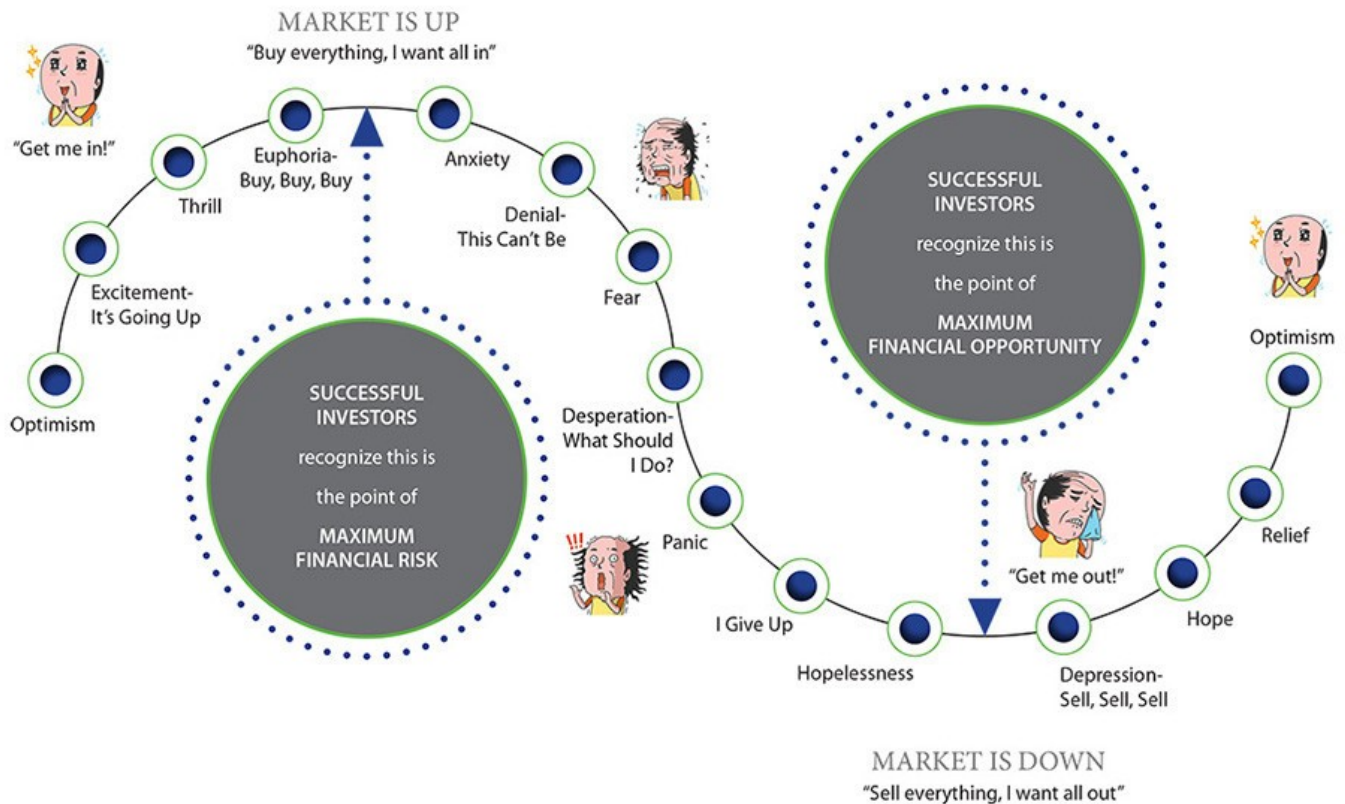 MARKET IS UP
“Buy everything, I want all in”
“Get me in!”
Optimism
Excitement-
It’s Going Up
Thrill
Euphoria-
Buy, Buy, Buy
Anxiety
Denial-
This Can’t Be
Fear
Desperation-
What Should
I Do?
Panic
!!!
I Give Up
Hopelessness
SUCCESSFUL
INVESTORS
recognize this is
the point of
MAXIMUM
FINANCIAL RISK
SUCCESSFUL
INVESTORS
recognize this is
the point of
MAXIMUM
FINANCIAL OPPORTUNITY
“Get me out!”
Depression-
Sell, Sell, Sell
Hope
Relief
Optimism
MARKET IS DOWN
“Sell everything, I want all out”